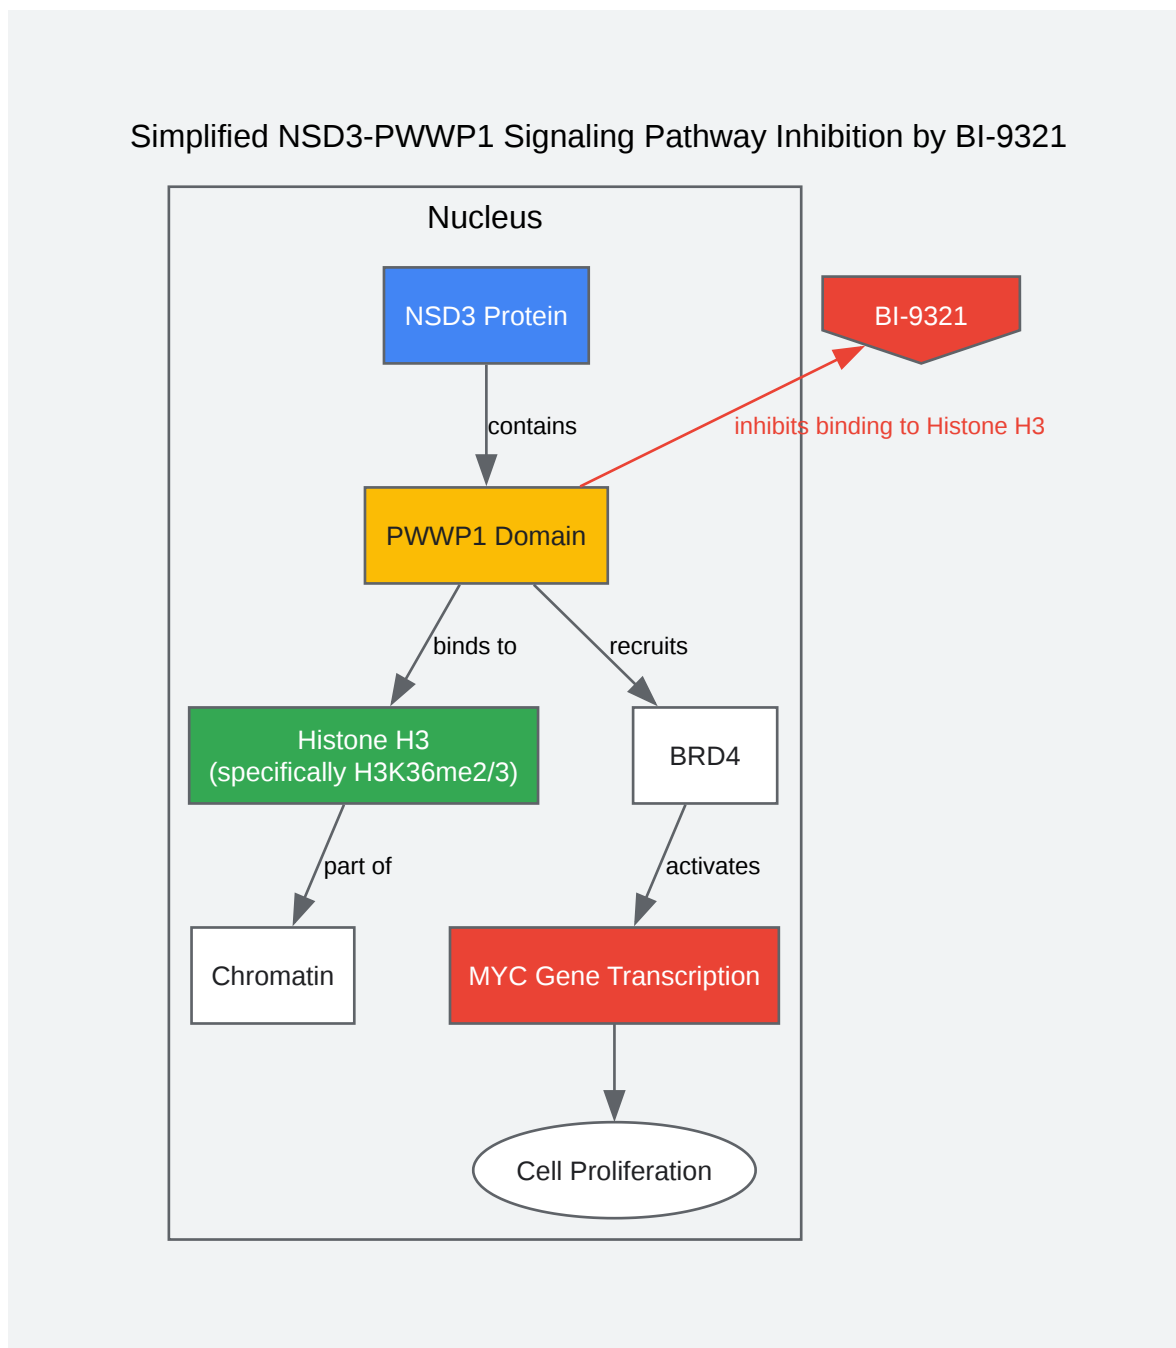 Simplified NSD3-PWWP1 Signaling Pathway Inhibition by BI-9321
Nucleus
NSD3 Protein
BI-9321
contains
inhibits binding to Histone H3
PWWP1 Domain
binds to
recruits
Histone H3
(specifically H3K36me2/3)
BRD4
part of
activates
Chromatin
MYC Gene Transcription
Cell Proliferation